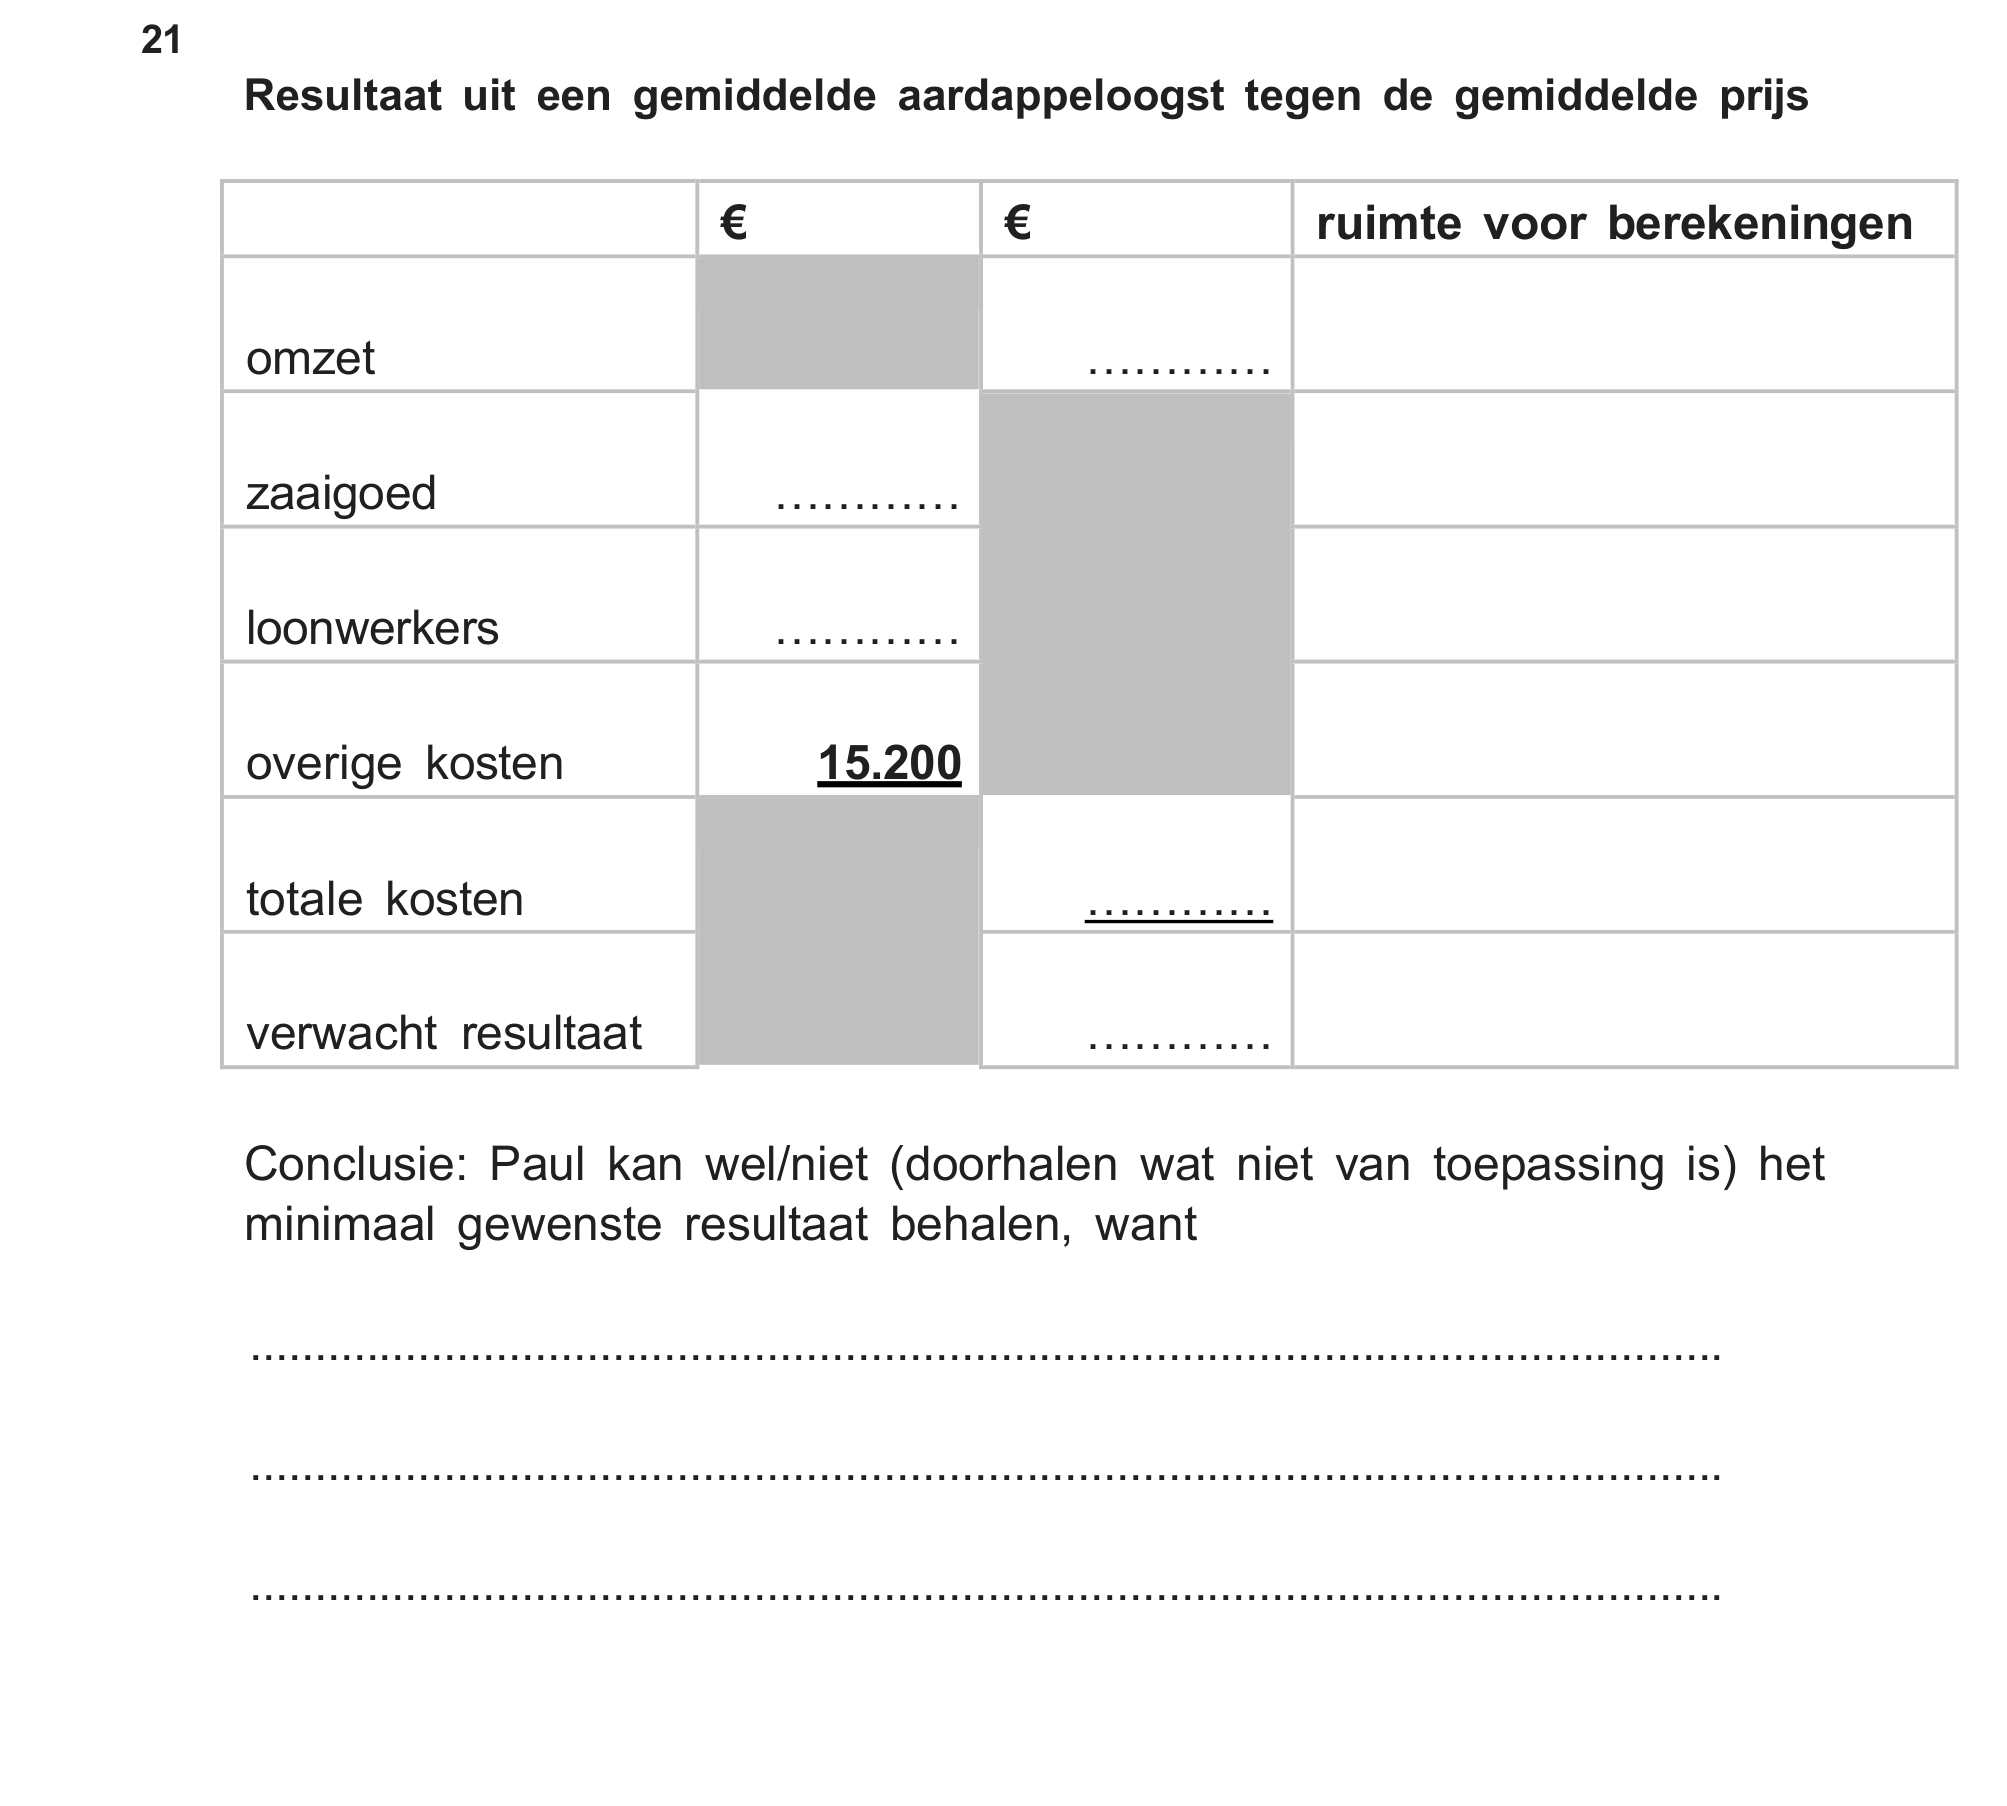 21
Resultaat uit een gemiddelde aardappeloogst tegen de gemiddelde prijs
€ € ruimte voor berekeningen
omzet ............
zaaigoed ............
loonwerkers ............
overige kosten 15.200
totale kosten ............
verwacht resultaat ............
Conclusie: Paul kan wel/niet (doorhalen wat niet van toepassing is) het
minimaal gewenste resultaat behalen, want
....................................................................................................................
....................................................................................................................
....................................................................................................................